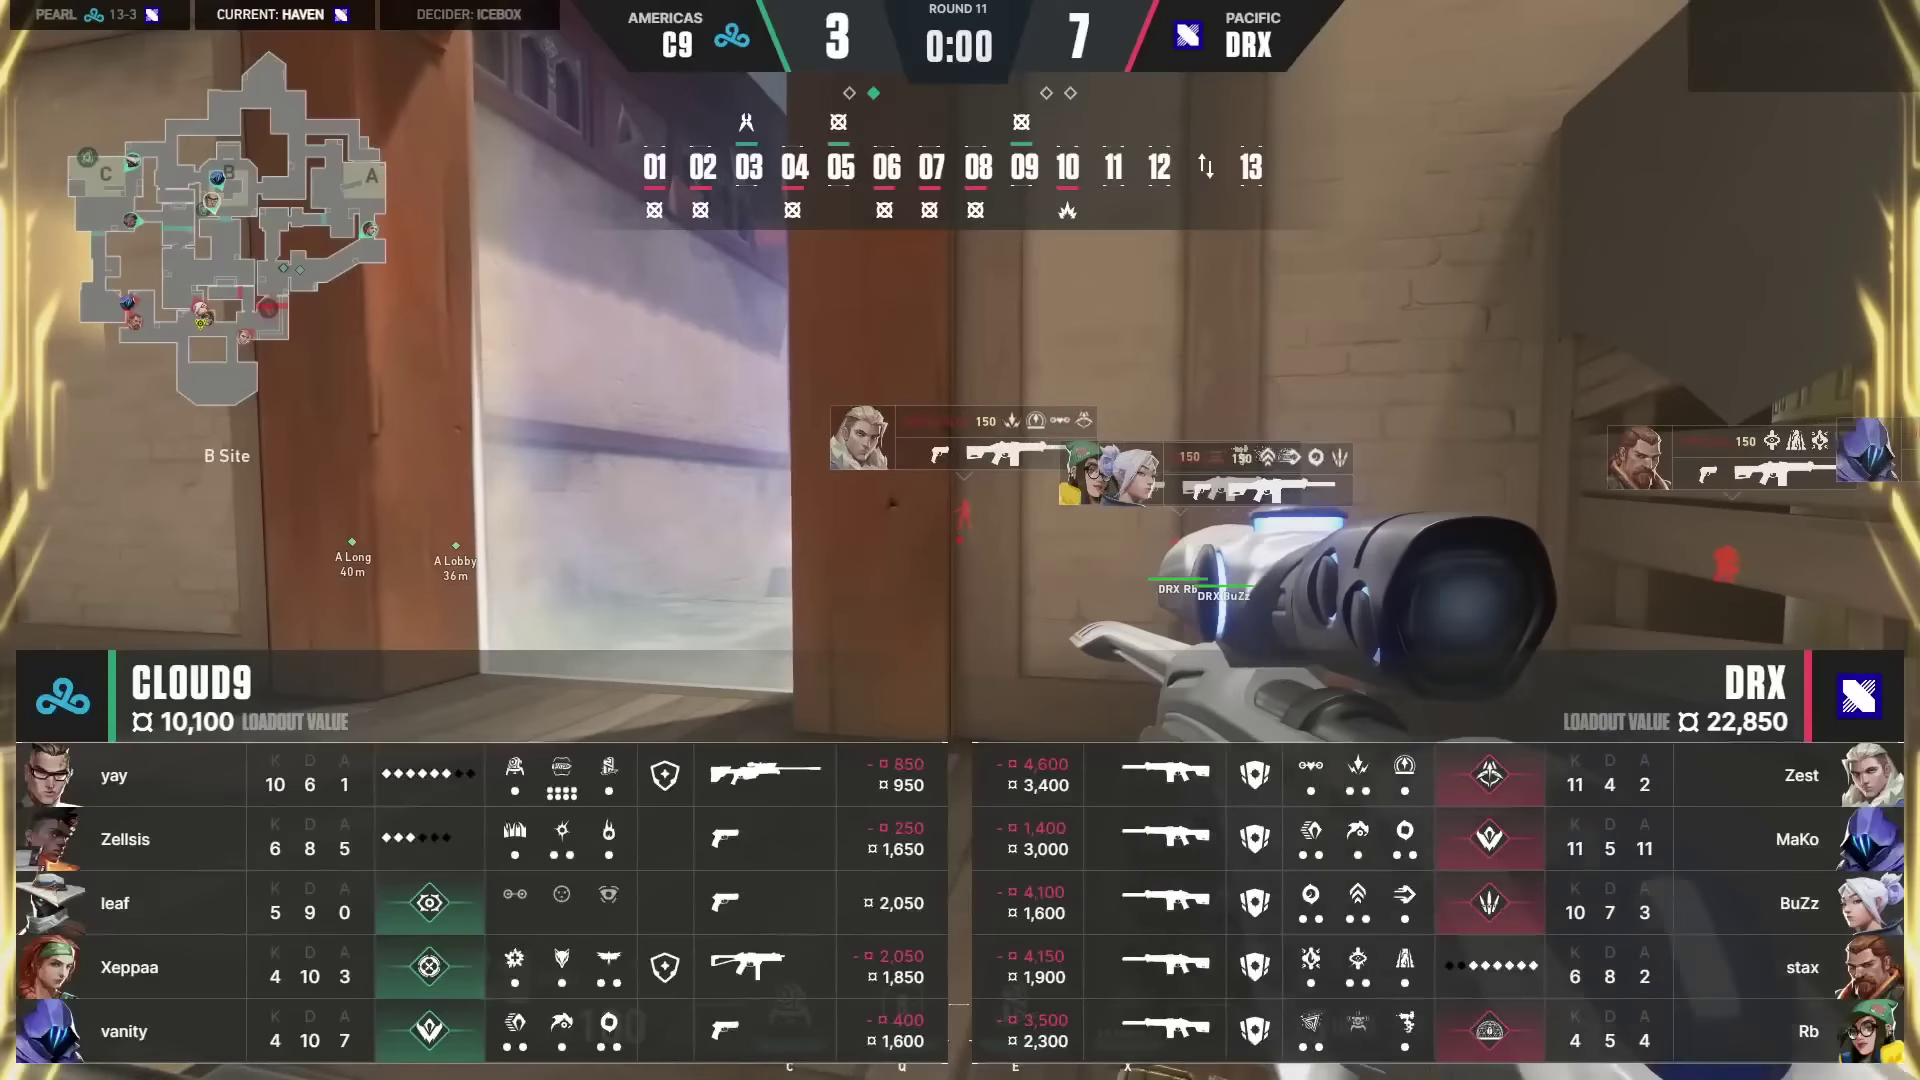 PEARL 13-3
CURRENT: HAVEN
DECIDER: ICEBOX
AMERICAS
C9
3
ROUND 11
0:00
7
PACIFIC
DRX
01 02 03 04 05 06 07 08 09 10 11 12 13
C
B
A
B Site
A Long
40m
A Lobby
36m
150
150
150
150
DRX Rb
DRX BuZz
CLOUD9
10,100 LOADOUT VALUE
DRX
LOADOUT VALUE 22,850
yay
K D A
10 6 1
- 850
950
Zellsis
K D A
6 8 5
- 250
1,650
leaf
K D A
5 9 0
2,050
Xeppaa
K D A
4 10 3
- 2,050
1,850
vanity
K D A
4 10 7
- 400
1,600
- 4,600
3,400
K D A
11 4 2
Zest
- 1,400
3,000
K D A
11 5 11
MaKo
- 4,100
1,600
K D A
10 7 3
BuZz
- 4,150
1,900
K D A
6 8 2
stax
- 3,500
2,300
K D A
4 5 4
Rb
C Q E X